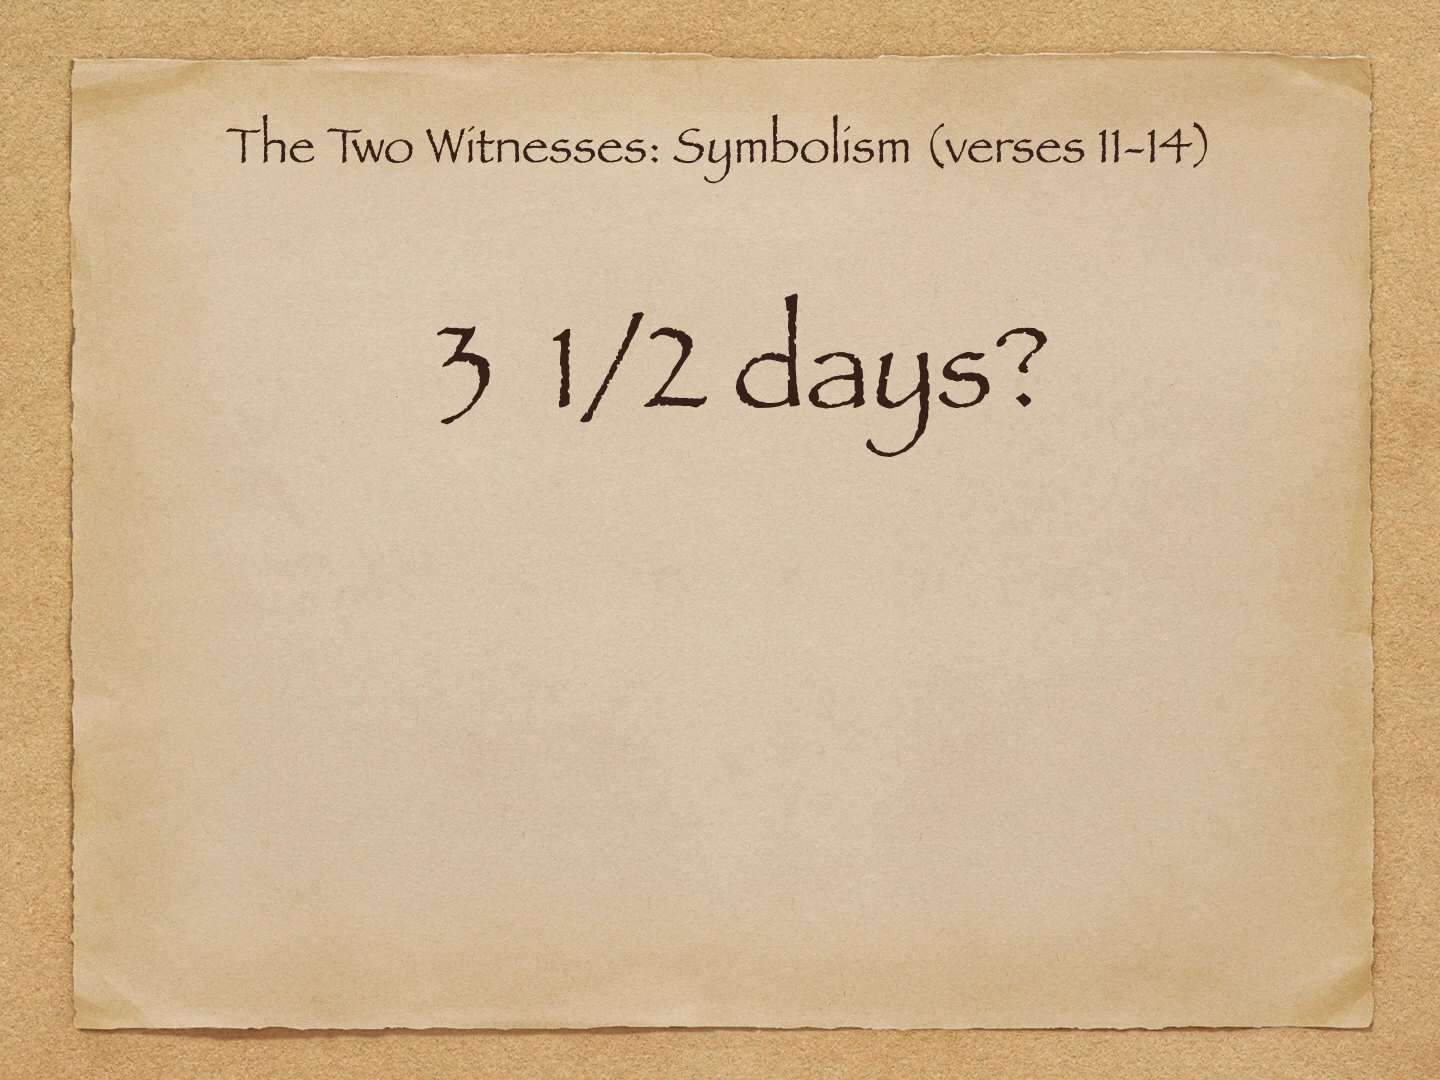 The Two Witnesses: Symbolism (verses 11-14)
3 1/2 days?